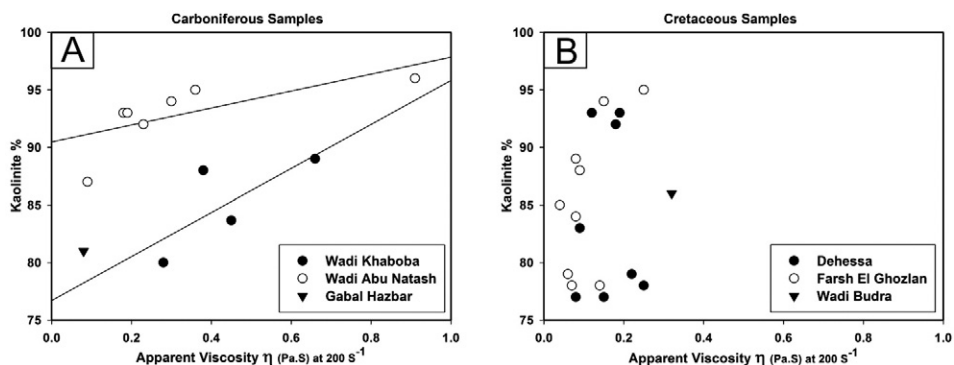 Carboniferous Samples
A
100
95
90
85
80
75
Kaolinite %
0.0 0.2 0.4 0.6 0.8 1.0
Apparent Viscosity η (Pa.S) at 200 S⁻¹
Wadi Khaboba
Wadi Abu Natash
Gabal Hazbar
Cretaceous Samples
B
100
95
90
85
80
75
Kaolinite %
0.0 0.2 0.4 0.6 0.8 1.0
Apparent Viscosity η (Pa.S) at 200 S⁻¹
Dehessa
Farsh El Ghozlan
Wadi Budra